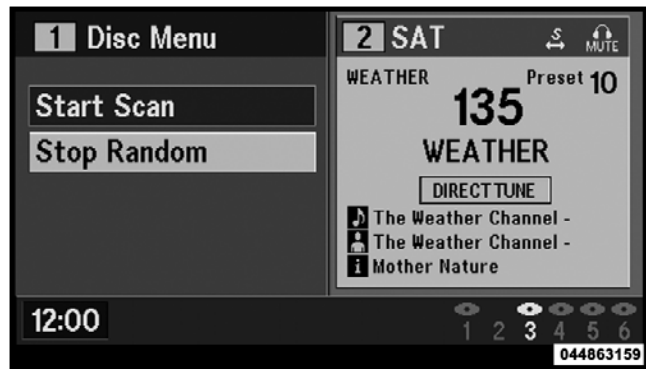 1 Disc Menu
Start Scan
Stop Random
2 SAT
S
MUTE
WEATHER Preset 10
135
WEATHER
DIRECT TUNE
The Weather Channel -
The Weather Channel -
i Mother Nature
12:00
1 2 3 4 5 6
044863159